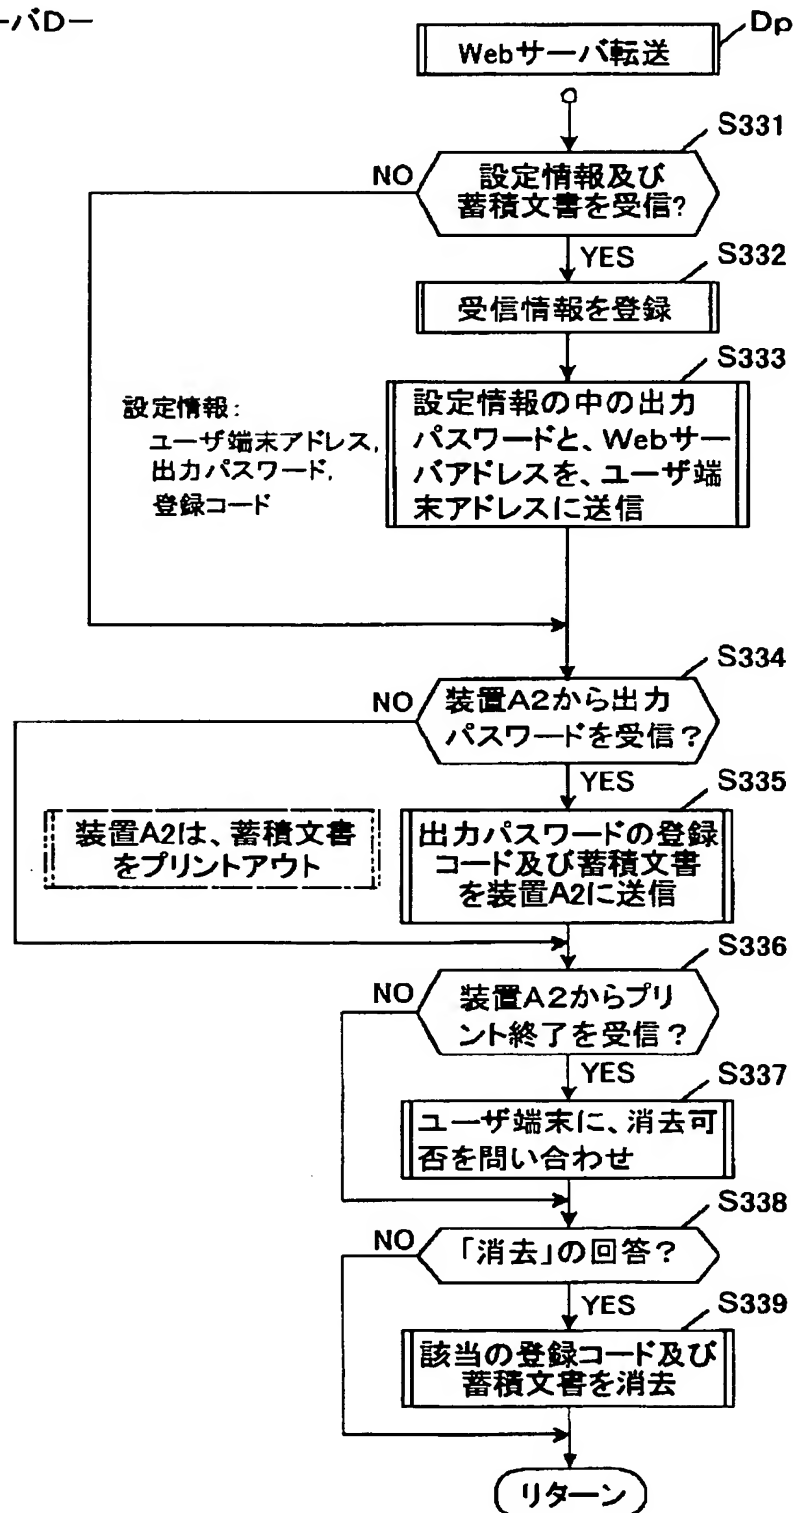 ーバD－
Webサーバ転送
Dp
S331
NO
設定情報及び
蓄積文書を受信?
YES
S332
受信情報を登録
S333
設定情報の中の出力
パスワードと、Webサー
バアドレスを、ユーザ端
末アドレスに送信
設定情報:
ユーザ端末アドレス,
出力パスワード,
登録コード
S334
NO
装置A2から出力
パスワードを受信?
YES
S335
装置A2は、蓄積文書
をプリントアウト
出力パスワードの登録
コード及び蓄積文書
を装置A2に送信
S336
NO
装置A2からプリ
ント終了を受信?
YES
S337
ユーザ端末に、消去可
否を問い合わせ
S338
NO
「消去」の回答?
YES
S339
該当の登録コード及び
蓄積文書を消去
リターン